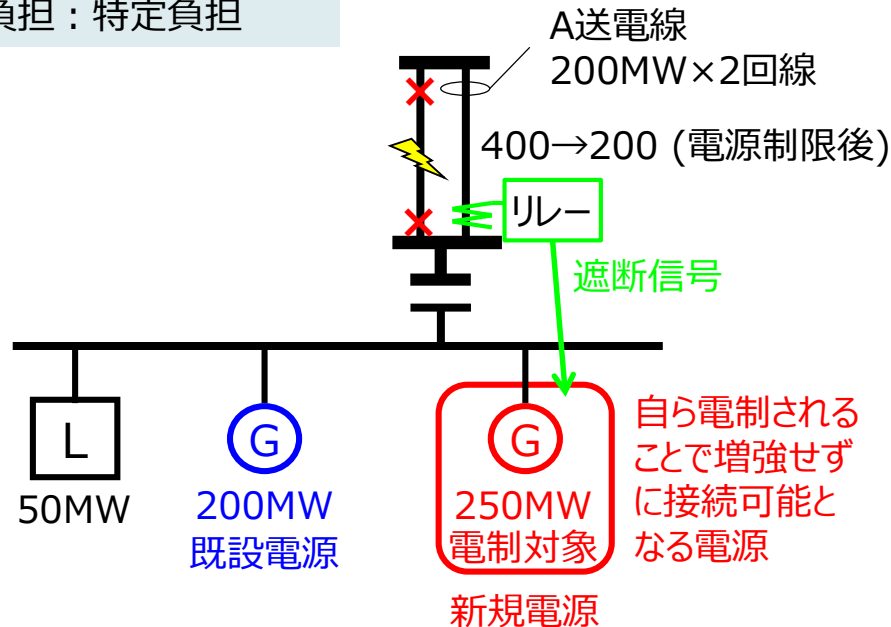 負担：特定負担
A送電線
200MW×2回線
400→200 (電源制限後)
リレー
遮断信号
L
50MW
G
200MW
既設電源
G
250MW
電制対象
新規電源
自ら電制される
ことで増強せず
に接続可能と
なる電源